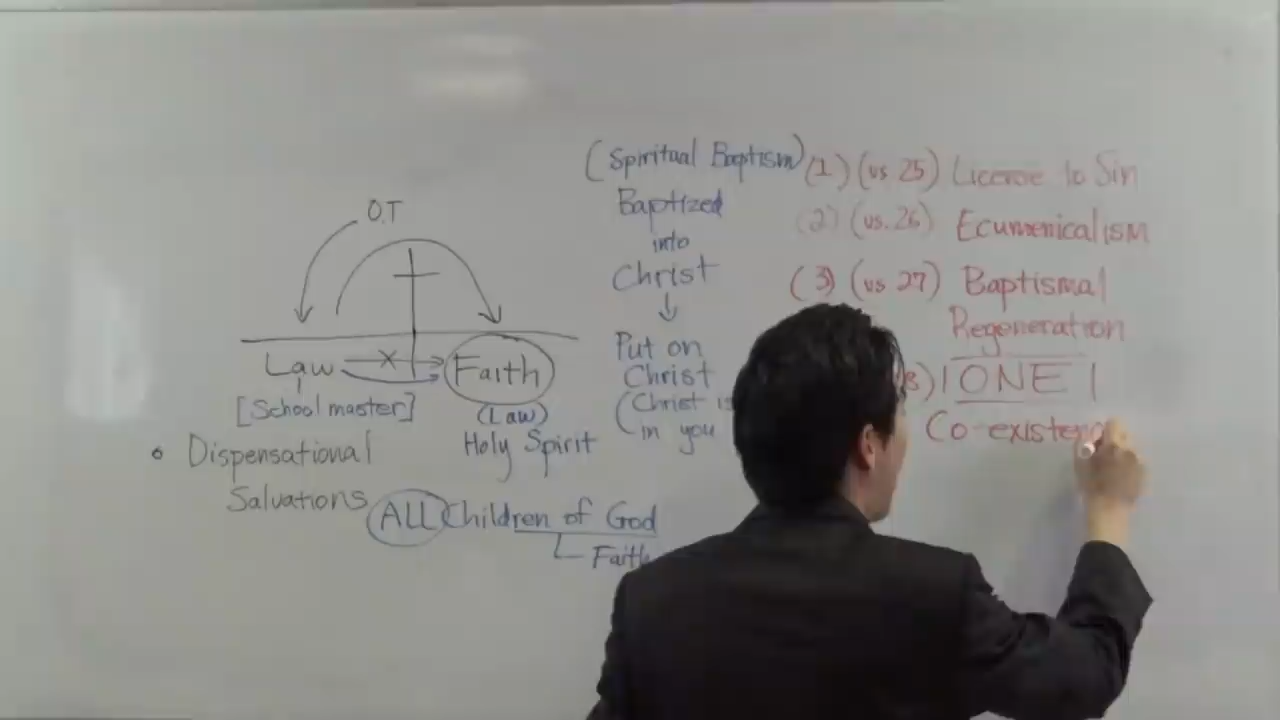 O.T
Law
Faith
[School master]
(Law)
Holy Spirit
Dispensational
Salvations
ALL Children of God
Faith
(Spiritual Baptism)
Baptized
into
Christ
Put on
Christ
(Christ is
in you
(1) (vs. 25) License to Sin
(2) (vs. 26) Ecumenicalism
(3) (vs 27) Baptismal
Regeneration
8) ONE
Co-existen